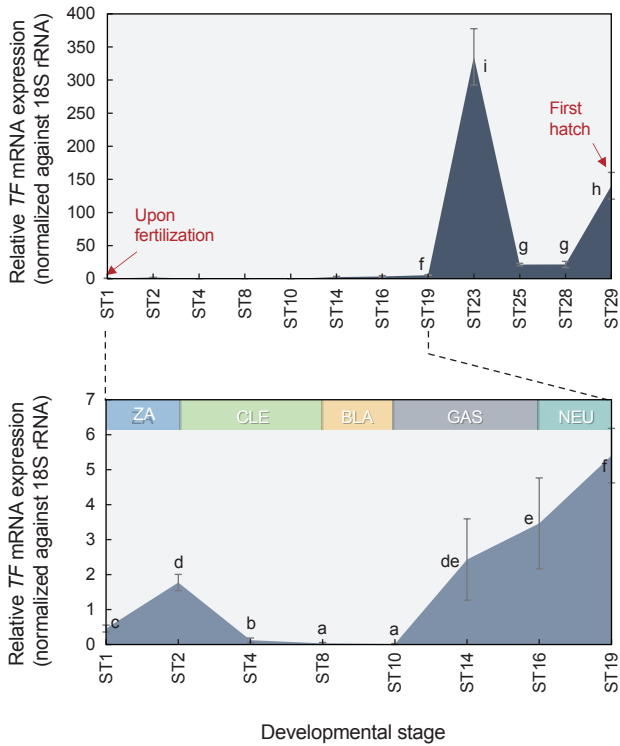 Relative TF mRNA expression
(normalized against 18S rRNA)
400
350
300
250
200
150
100
50
0
Upon
fertilization
First
hatch
f
i
g
g
h
ST1
ST2
ST4
ST8
ST10
ST14
ST16
ST19
ST23
ST25
ST28
ST29
Relative TF mRNA expression
(normalized against 18S rRNA)
7
6
5
4
3
2
1
0
ZA
CLE
BLA
GAS
NEU
c
d
b
a
a
de
e
f
ST1
ST2
ST4
ST8
ST10
ST14
ST16
ST19
Developmental stage